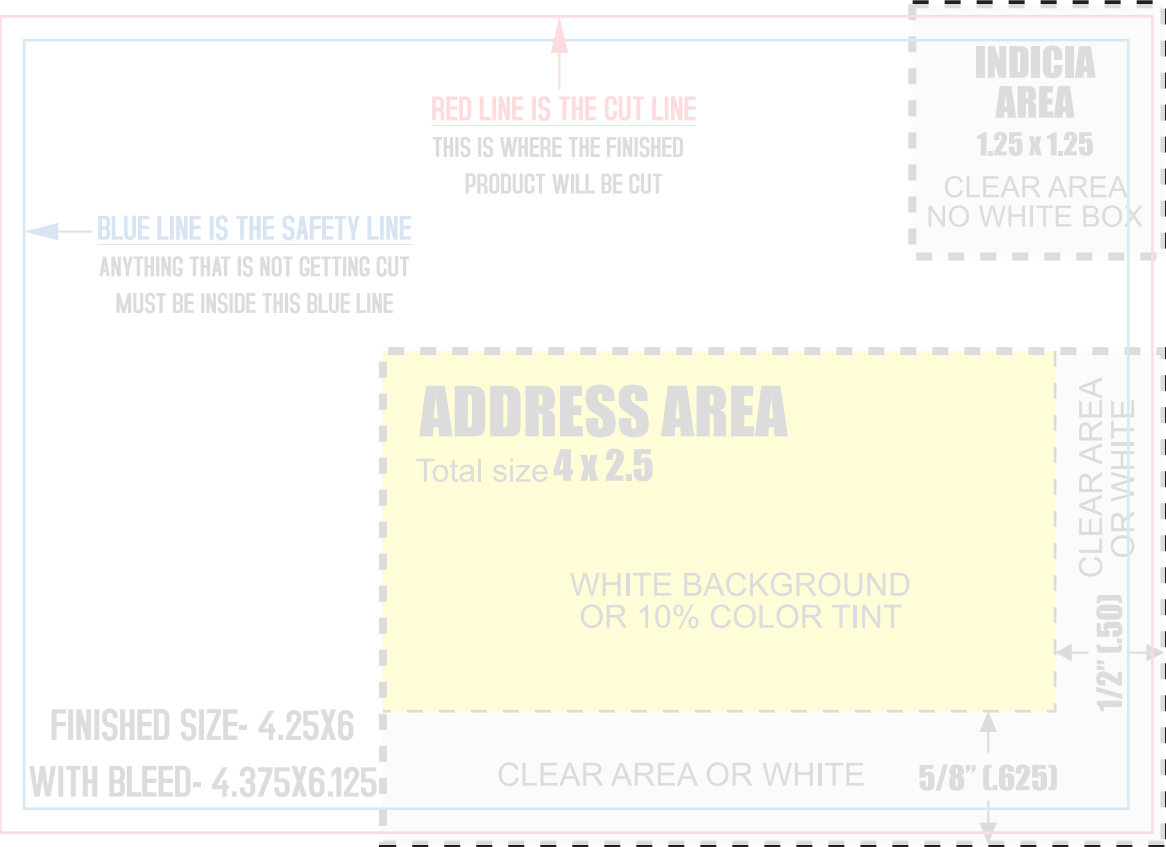 RED LINE IS THE CUT LINE
THIS IS WHERE THE FINISHED
PRODUCT WILL BE CUT
INDICIA
AREA
1.25 x 1.25
CLEAR AREA
NO WHITE BOX
BLUE LINE IS THE SAFETY LINE
ANYTHING THAT IS NOT GETTING CUT
MUST BE INSIDE THIS BLUE LINE
ADDRESS AREA
Total size 4 x 2.5
WHITE BACKGROUND
OR 10% COLOR TINT
CLEAR AREA
OR WHITE
1/2” (.50)
FINISHED SIZE- 4.25X6
WITH BLEED- 4.375X6.125
CLEAR AREA OR WHITE
5/8” (.625)